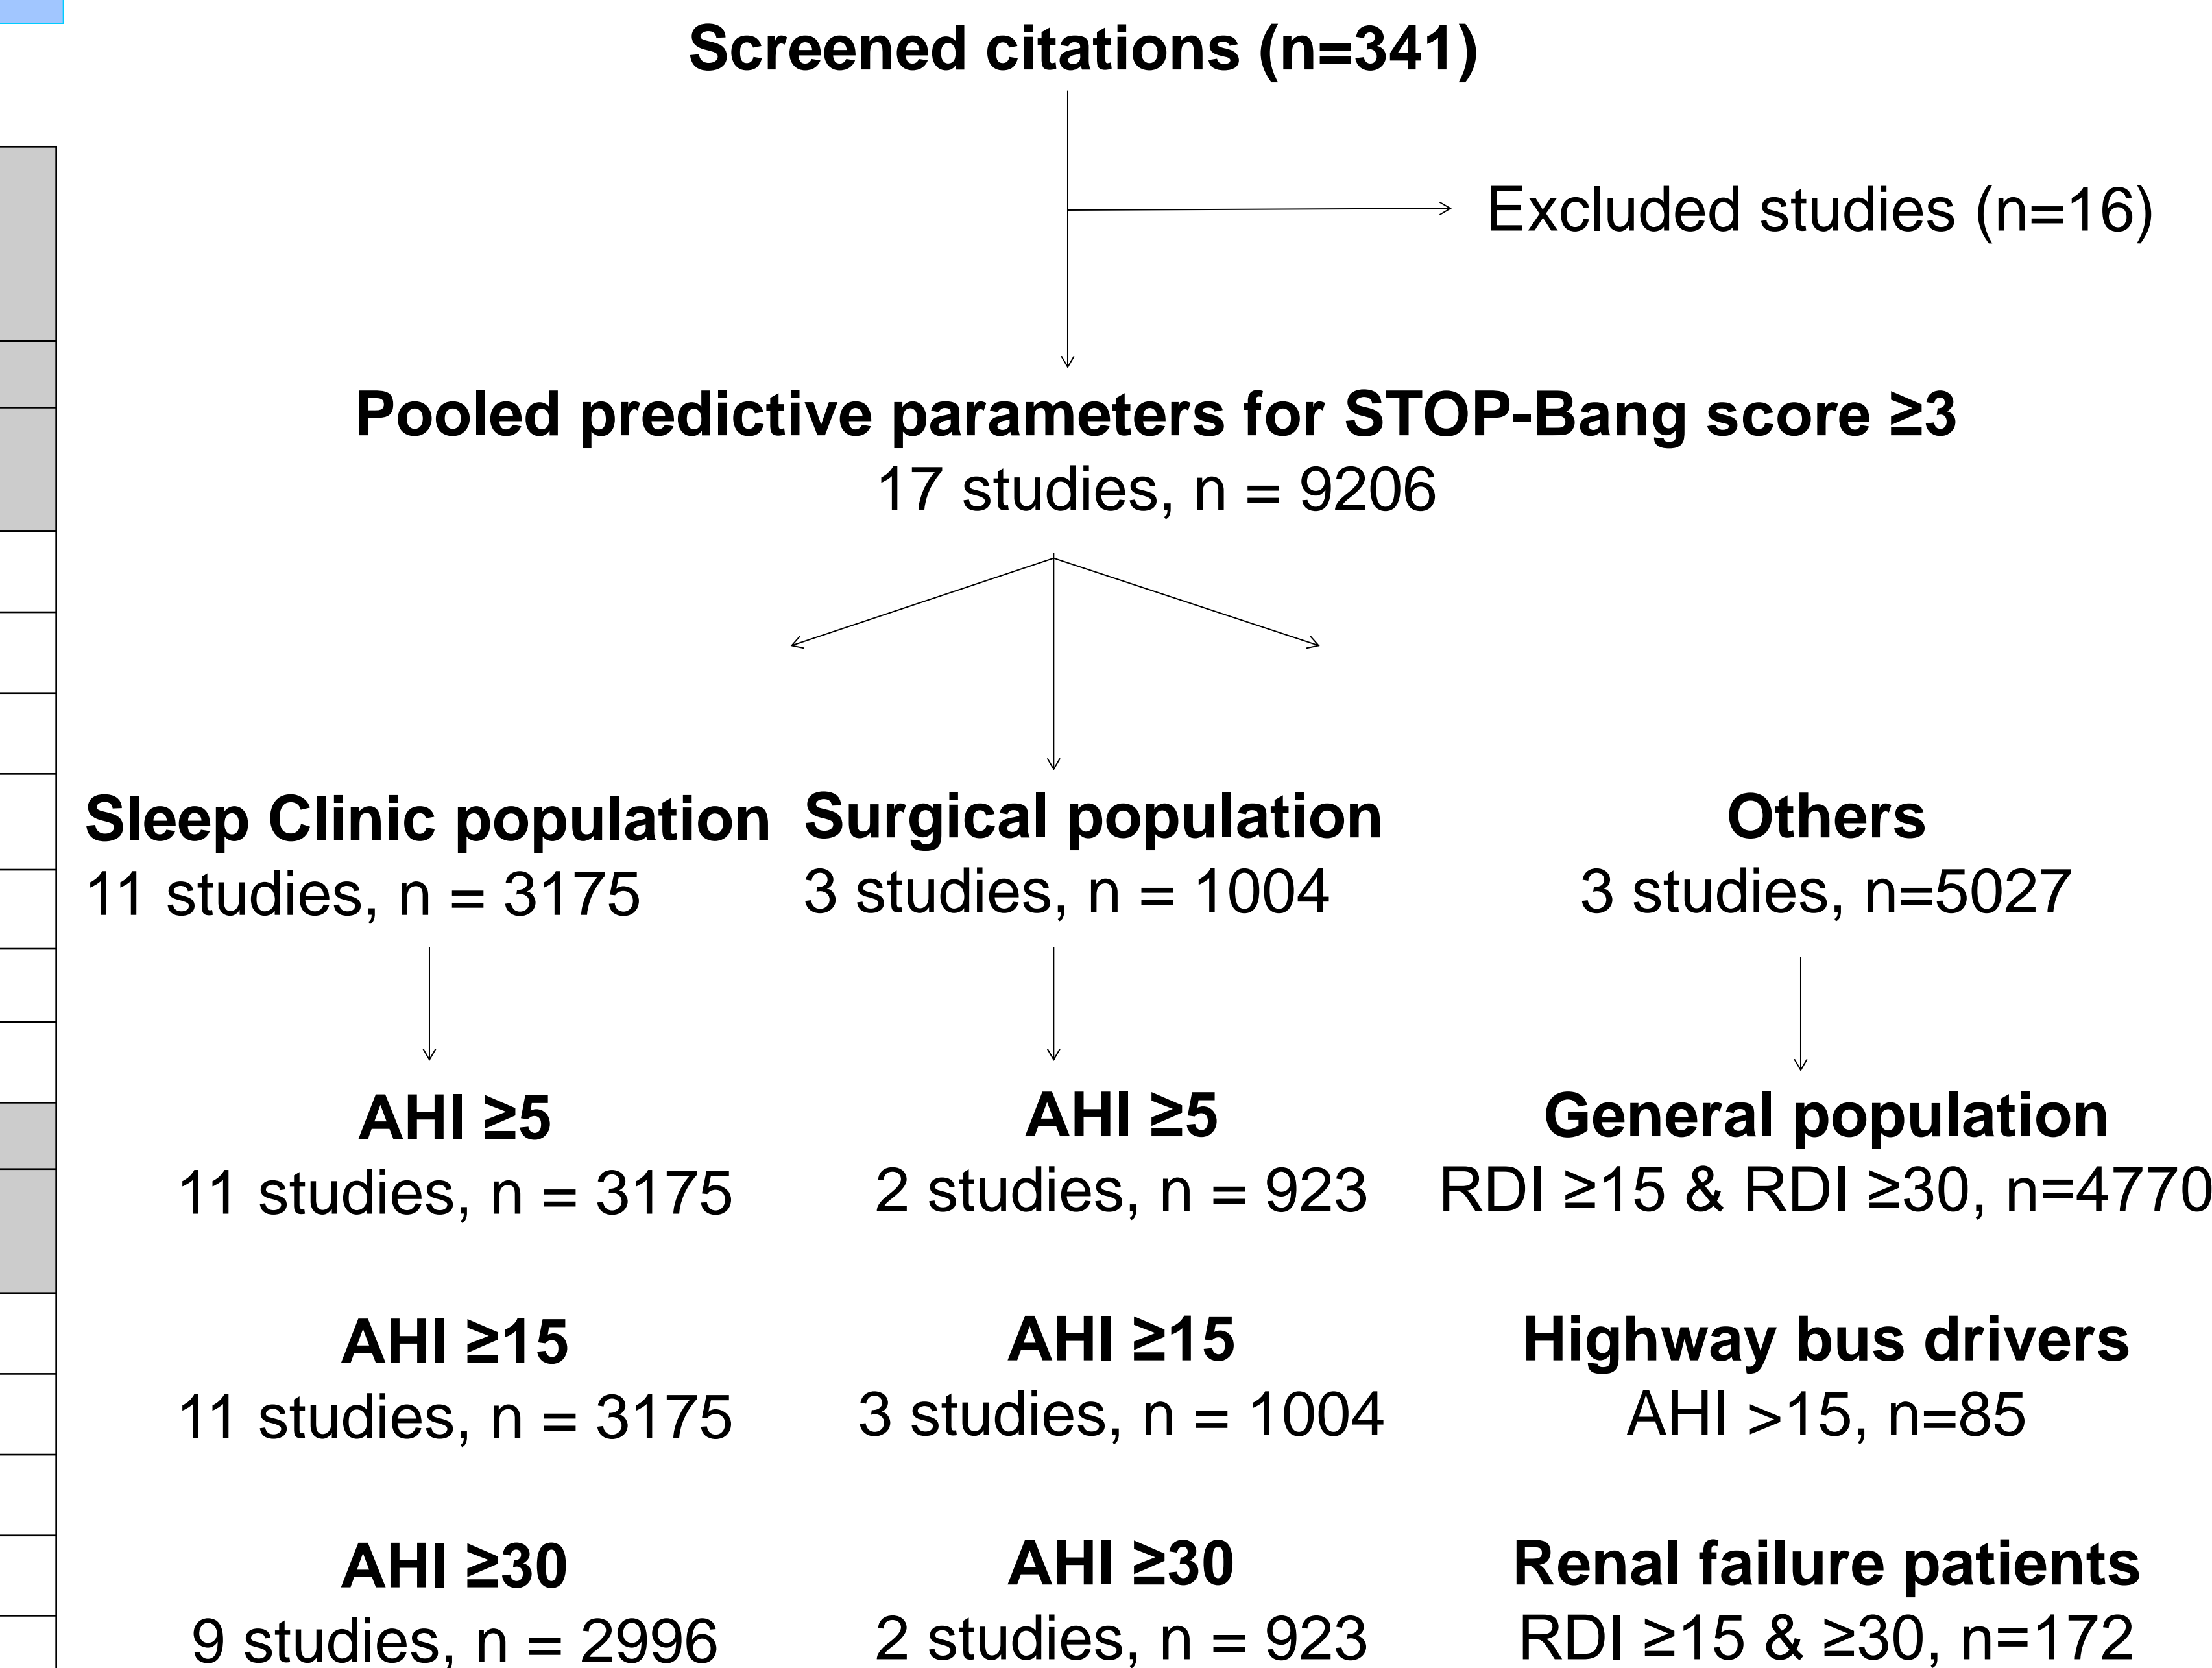 Screened citations (n=341)
Excluded studies (n=16)
Pooled predictive parameters for STOP-Bang score ≥3
17 studies, n = 9206
Sleep Clinic population
11 studies, n = 3175
Surgical population
3 studies, n = 1004
Others
3 studies, n=5027
AHI ≥5
11 studies, n = 3175
AHI ≥15
11 studies, n = 3175
AHI ≥30
9 studies, n = 2996
AHI ≥5
2 studies, n = 923
AHI ≥15
3 studies, n = 1004
AHI ≥30
2 studies, n = 923
General population
RDI ≥15 & RDI ≥30, n=4770
Highway bus drivers
AHI >15, n=85
Renal failure patients
RDI ≥15 & ≥30, n=172